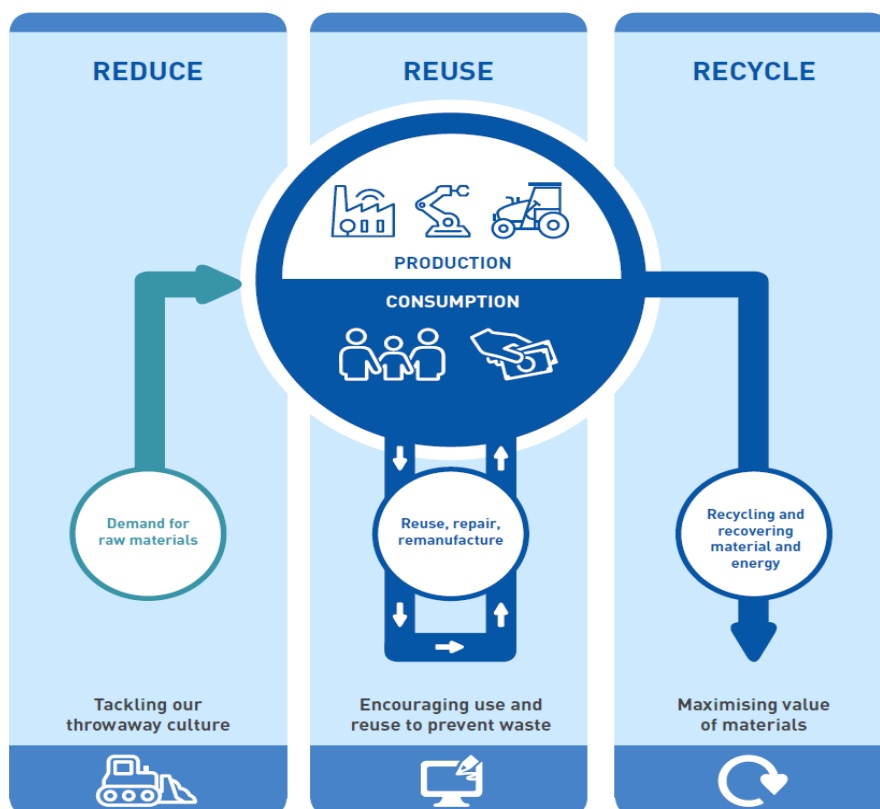 REDUCE
REUSE
RECYCLE
PRODUCTION
CONSUMPTION
Demand for
raw materials
Reuse, repair,
remanufacture
Recycling and
recovering
material and
energy
Tackling our
throwaway culture
Encouraging use and
reuse to prevent waste
Maximising value
of materials